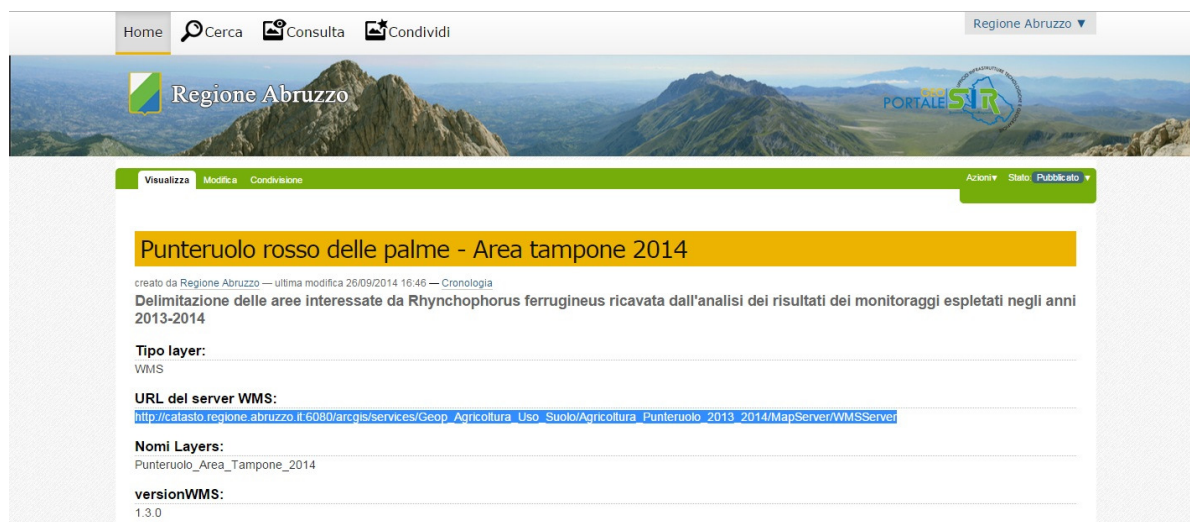 Home Cerca Consulta Condividi
Regione Abruzzo ▼
Regione Abruzzo
GEO
PORTALE SIR
Visualizza Modifica Condivisione
Azioni▾ Stato: Pubblicato ▾
Punteruolo rosso delle palme - Area tampone 2014
creato da Regione Abruzzo — ultima modifica 26/09/2014 16:46 — Cronologia
Delimitazione delle aree interessate da Rhynchophorus ferrugineus ricavata dall'analisi dei risultati dei monitoraggi espletati negli anni
2013-2014
Tipo layer:
WMS
URL del server WMS:
http://catasto.regione.abruzzo.it:6080/arcgis/services/Geop_Agricoltura_Uso_Suolo/Agricoltura_Punteruolo_2013_2014/MapServer/WMSServer
Nomi Layers:
Punteruolo_Area_Tampone_2014
versionWMS:
1.3.0